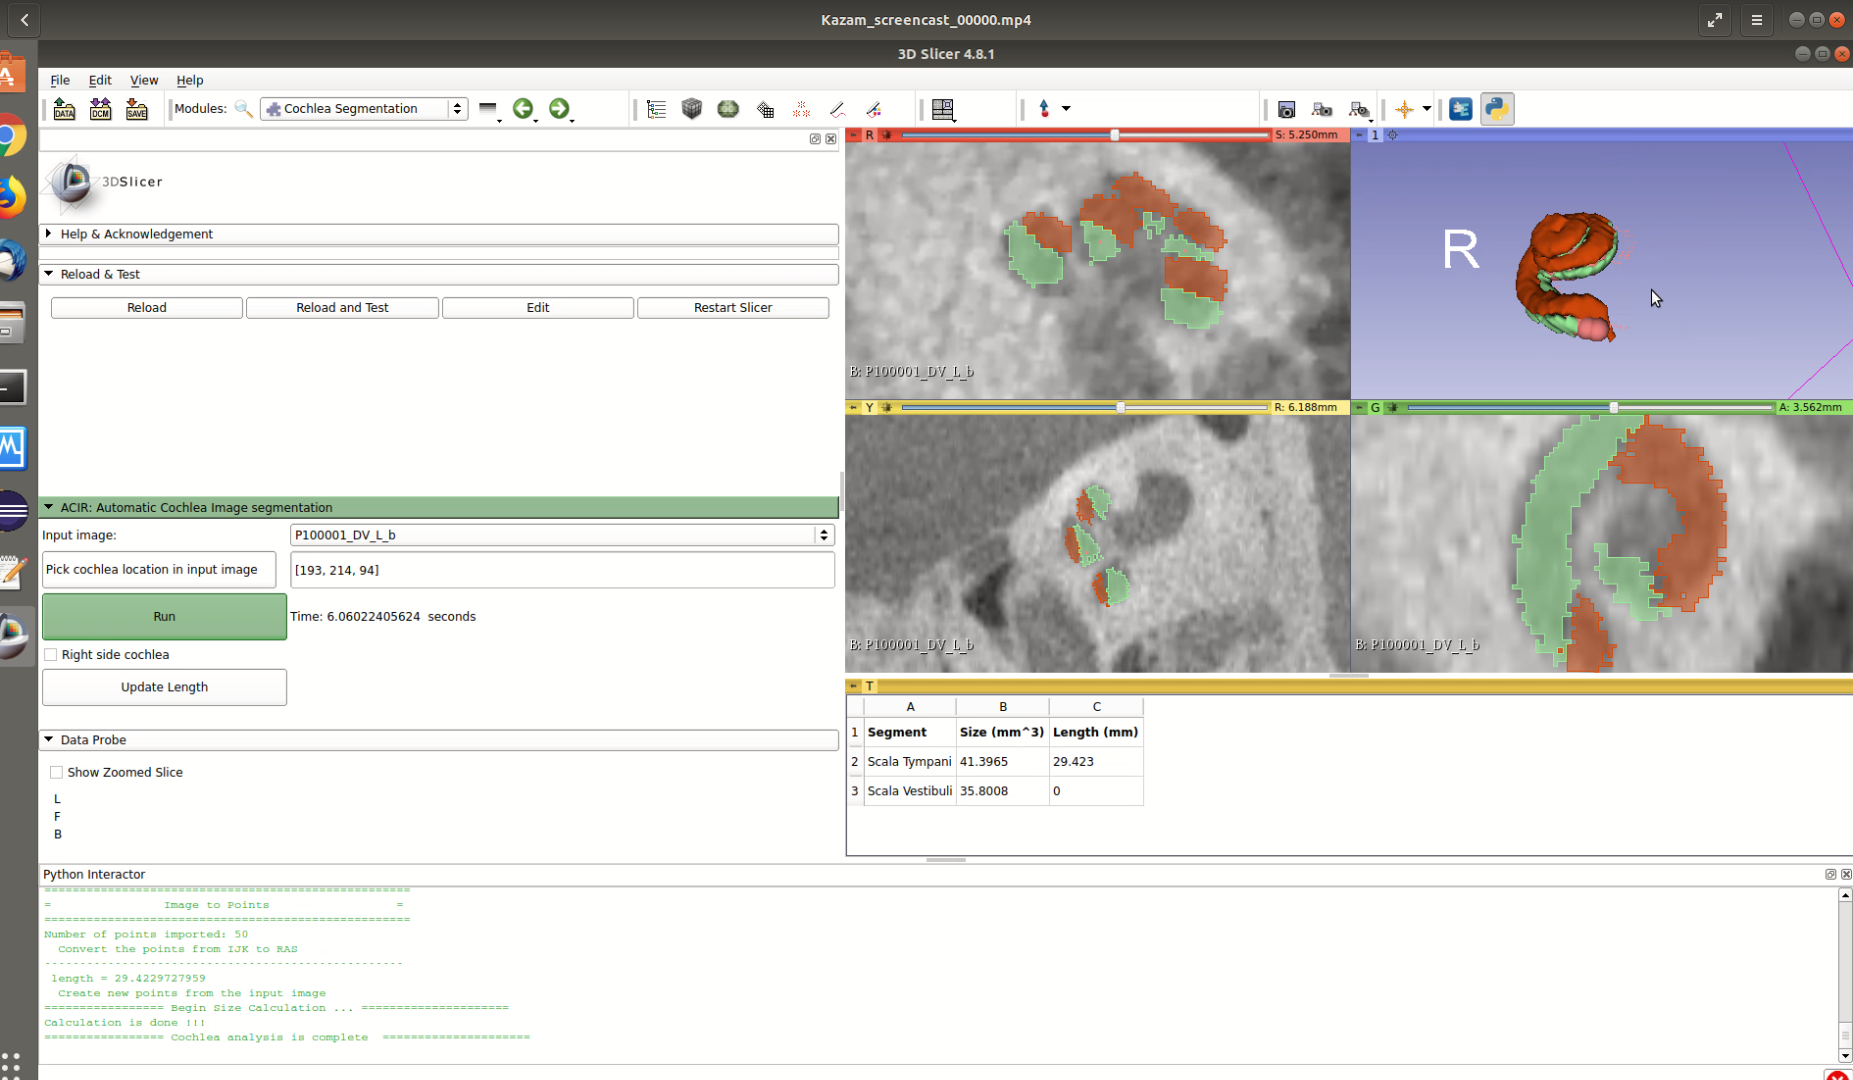 Kazam_screencast_00000.mp4
3D Slicer 4.8.1
File Edit View Help
DATA DCM SAVE Modules: Cochlea Segmentation
3DSlicer
Help & Acknowledgement
Reload & Test
Reload Reload and Test Edit Restart Slicer
ACIR: Automatic Cochlea Image segmentation
Input image: P100001_DV_L_b
Pick cochlea location in input image [193, 214, 94]
Run Time: 6.06022405624 seconds
Right side cochlea
Update Length
Data Probe
Show Zoomed Slice
L
F
B
R S: 5.250mm
B: P100001_DV_L_b
1
R
Y R: 6.188mm
B: P100001_DV_L_b
G A: 3.562mm
B: P100001_DV_L_b
T
A B C
1 Segment Size (mm^3) Length (mm)
2 Scala Tympani 41.3965 29.423
3 Scala Vestibuli 35.8008 0
Python Interactor
====================================================
= Image to Points =
====================================================
Number of points imported: 50
Convert the points from IJK to RAS
---------------------------------------------------
length = 29.4229727959
Create new points from the input image
================= Begin Size Calculation ... =====================
Calculation is done !!!
================= Cochlea analysis is complete =====================